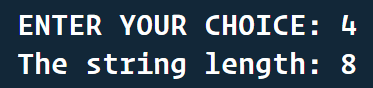 ENTER YOUR CHOICE: 4
The string length: 8